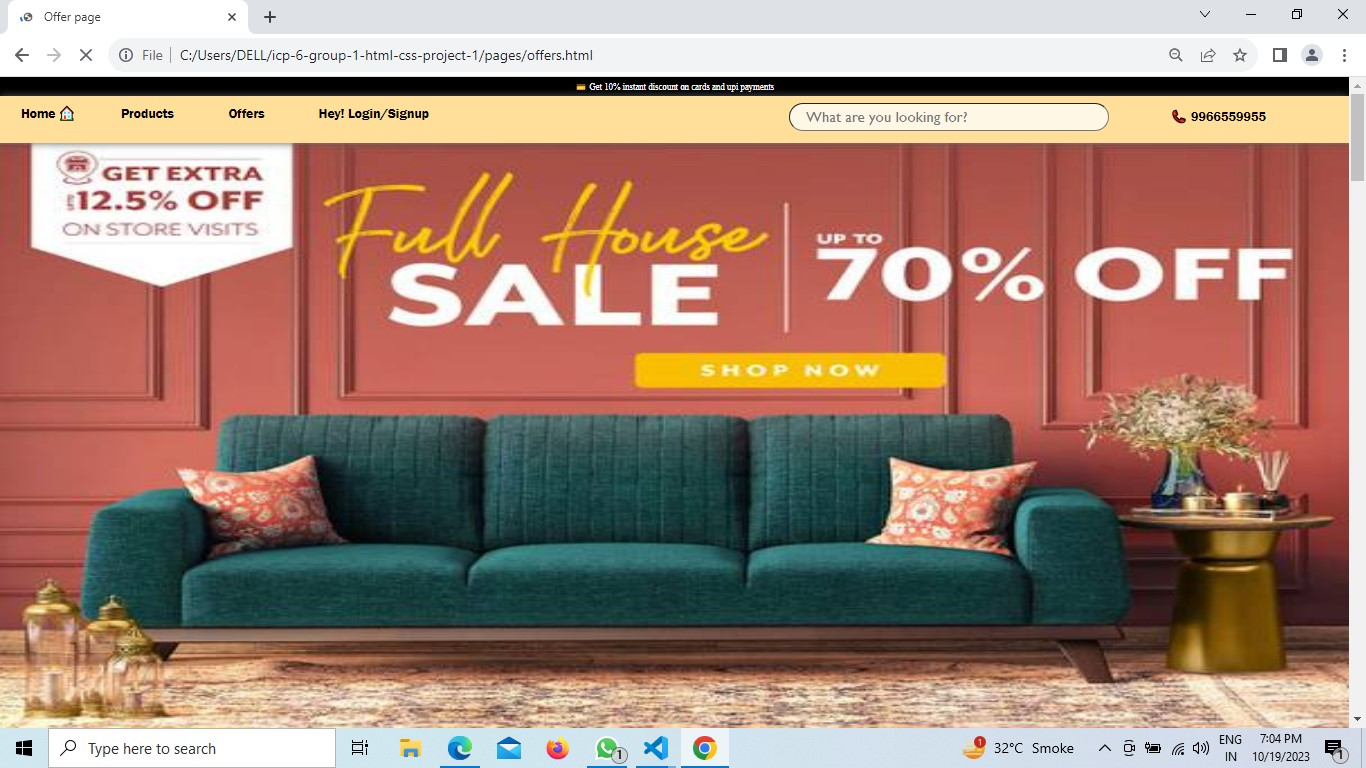 Offer page
File
C:/Users/DELL/icp-6-group-1-html-css-project-1/pages/offers.html
Get 10% instant discount on cards and upi payments
Home
Products
Offers
Hey! Login/Signup
What are you looking for?
9966559955
GET EXTRA
UPTO 12.5% OFF
ON STORE VISITS
Full House
SALE
UP TO
70% OFF
SHOP NOW
Type here to search
1
1
32°C Smoke
ENG
IN
7:04 PM
10/19/2023
1